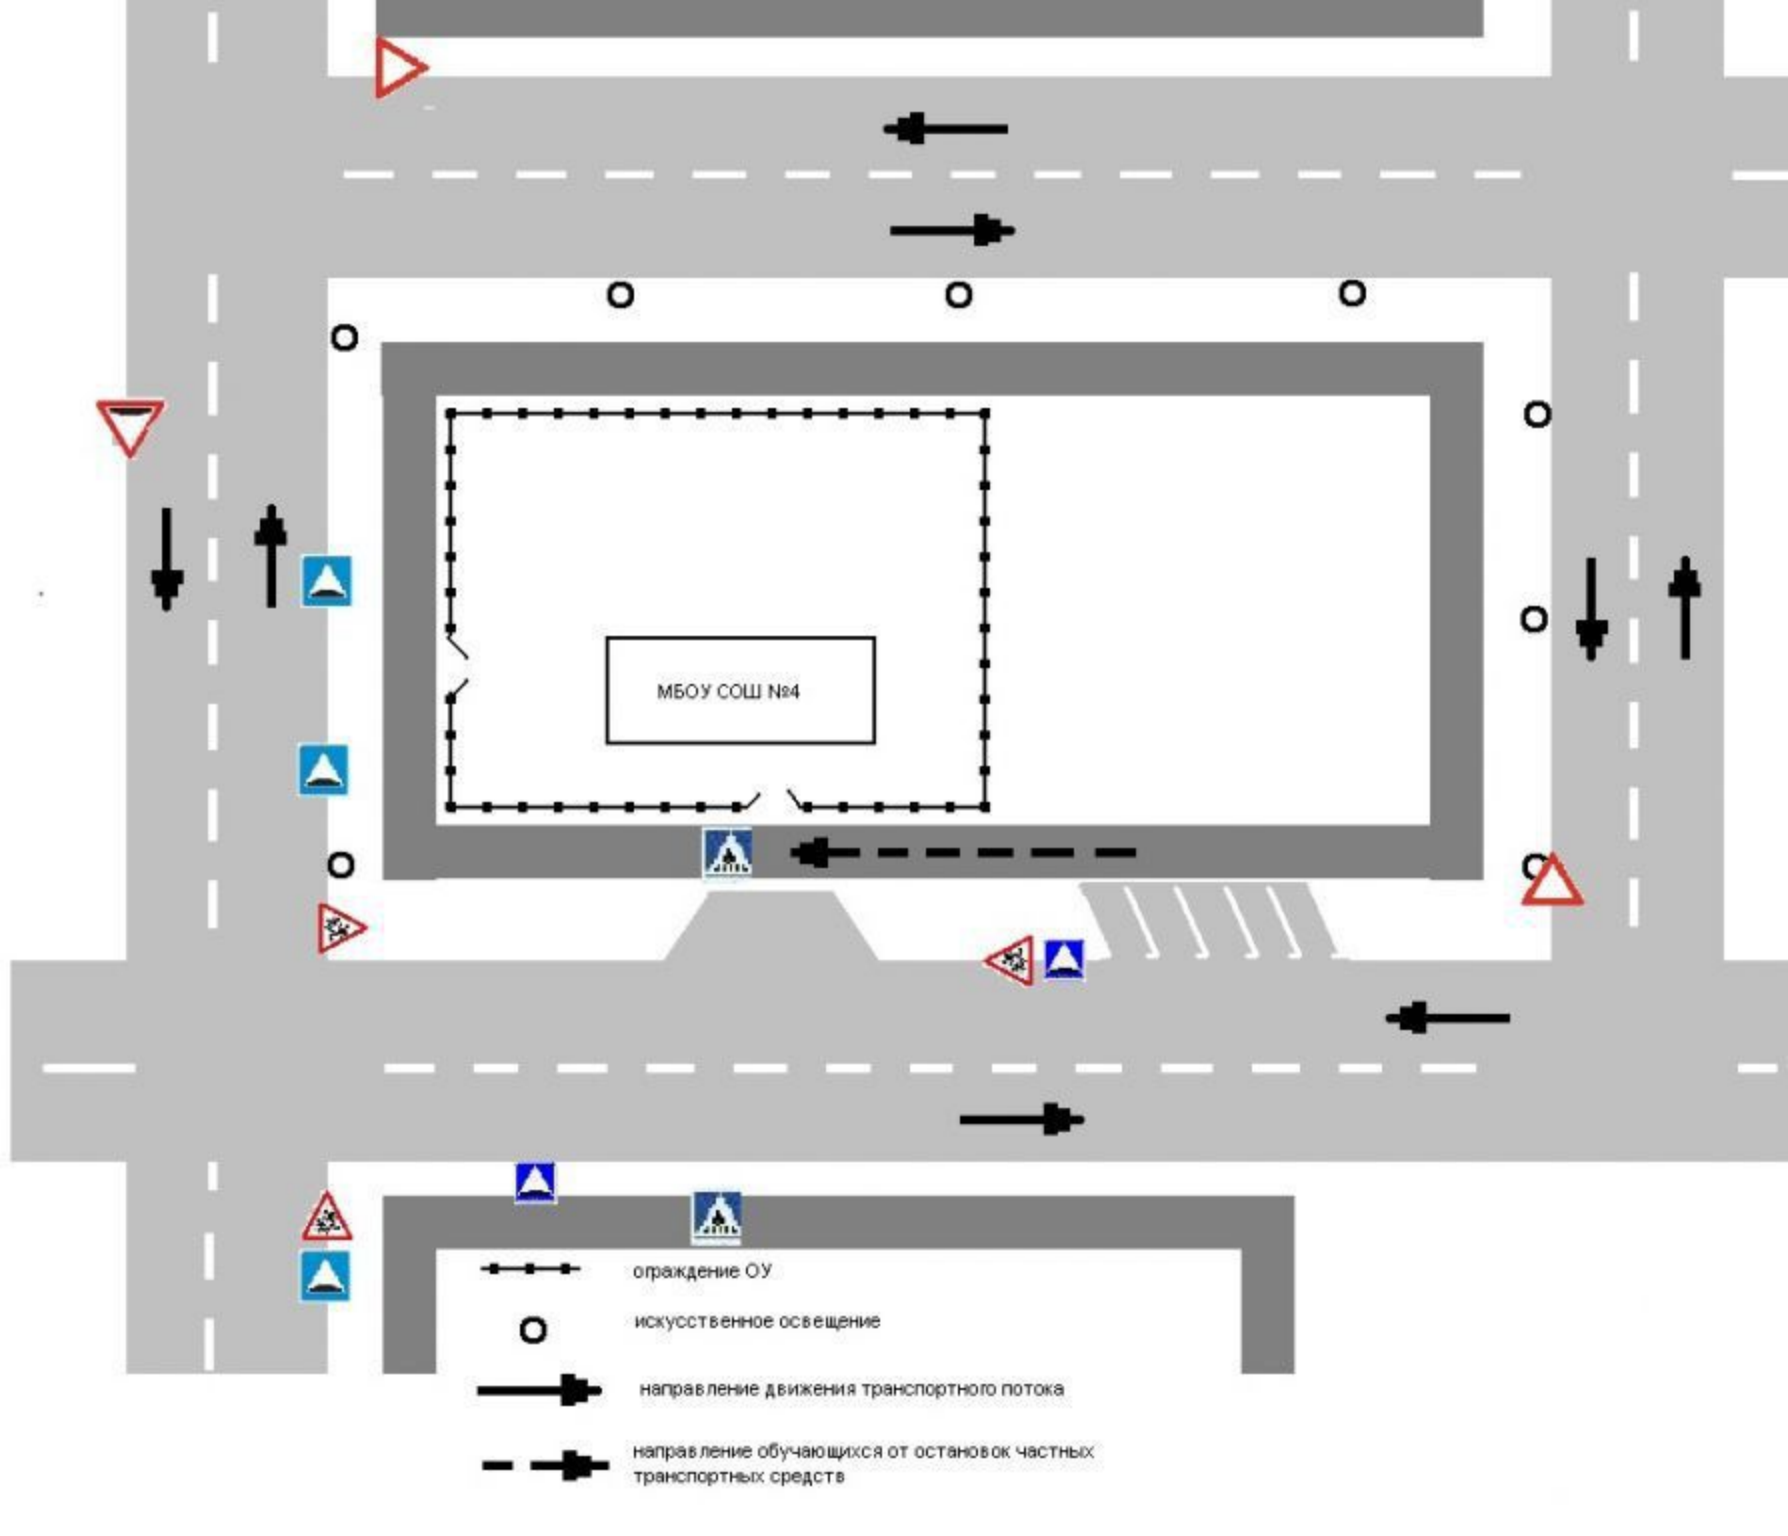 МБОУ СОШ №4
ограждение ОУ
искусственное освещение
направление движения транспортного потока
направление обучающихся от остановок частных
транспортных средств